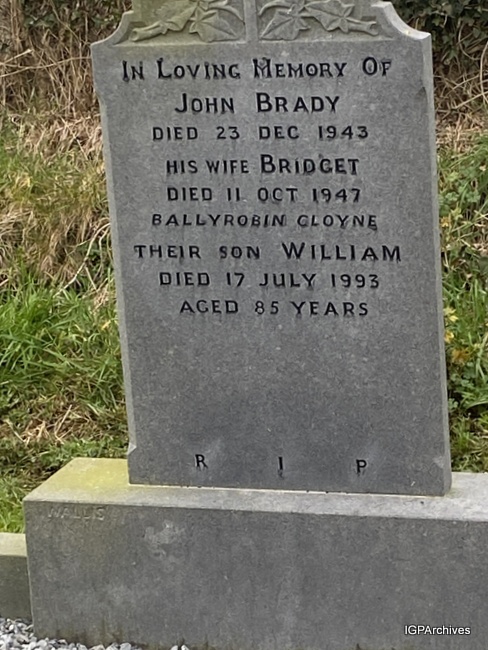 In Loving Memory Of
John Brady
DIED 23 DEC 1943
HIS WIFE BRIDGET
DIED 11 OCT 1947
BALLYROBIN CLOYNE
THEIR SON WILLIAM
DIED 17 JULY 1993
AGED 85 YEARS
R I P
WALLIS
IGPArchives